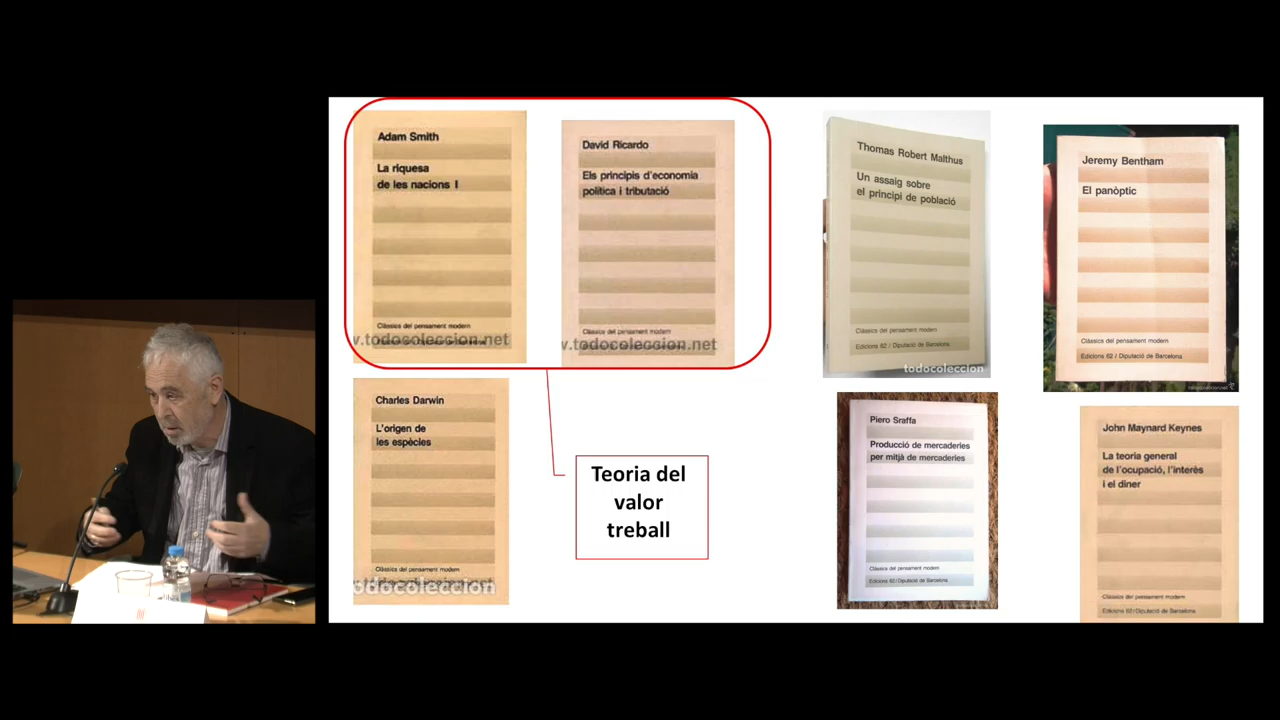 Adam Smith
La riquesa
de les nacions I
Clàssics del pensament modern
w.todocoleccion.net
David Ricardo
Els principis d'economia
política i tributació
Clàssics del pensament modern
w.todocoleccion.net
Thomas Robert Malthus
Un assaig sobre
el principi de població
Clàssics del pensament modern
Edicions 62 / Diputació de Barcelona
todocoleccion
Jeremy Bentham
El panòptic
Clàssics del pensament modern
Edicions 62 / Diputació de Barcelona
todocoleccion.net
Charles Darwin
L'origen de
les espècies
Clàssics del pensament modern
todocoleccion
Teoria del
valor
treball
Piero Sraffa
Producció de mercaderies
per mitjà de mercaderies
Clàssics del pensament modern
Edicions 62/Diputació de Barcelona
John Maynard Keynes
La teoria general
de l'ocupació, l'interès
i el diner
Clàssics del pensament modern
Edicions 62/Diputació de Barcelona